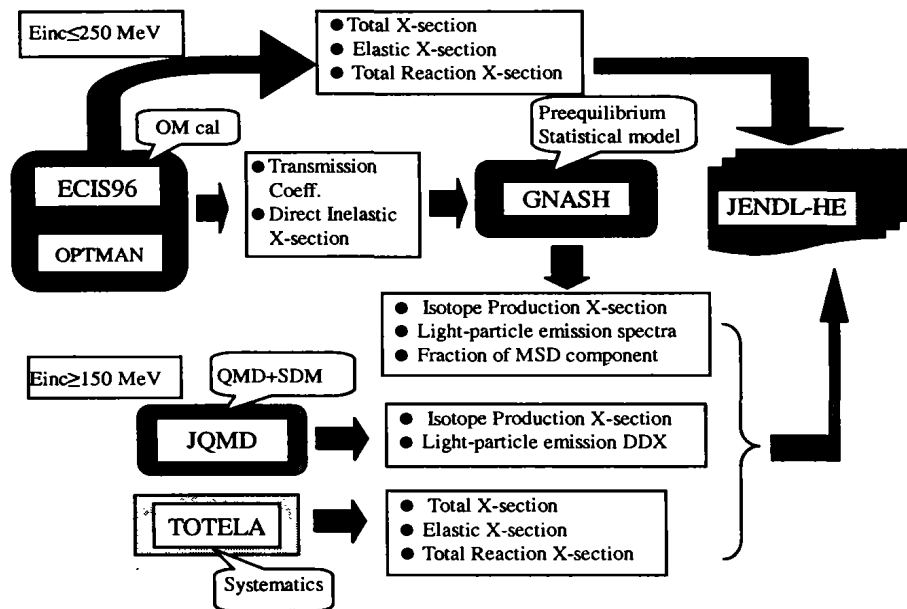 Einc≤250 MeV
● Total X-section
● Elastic X-section
● Total Reaction X-section
OM cal
ECIS96
OPTMAN
● Transmission
Coeff.
● Direct Inelastic
X-section
Preequilibrium
Statistical model
GNASH
JENDL-HE
● Isotope Production X-section
● Light-particle emission spectra
● Fraction of MSD component
Einc≥150 MeV
QMD+SDM
JQMD
● Isotope Production X-section
● Light-particle emission DDX
TOTELA
● Total X-section
● Elastic X-section
● Total Reaction X-section
Systematics